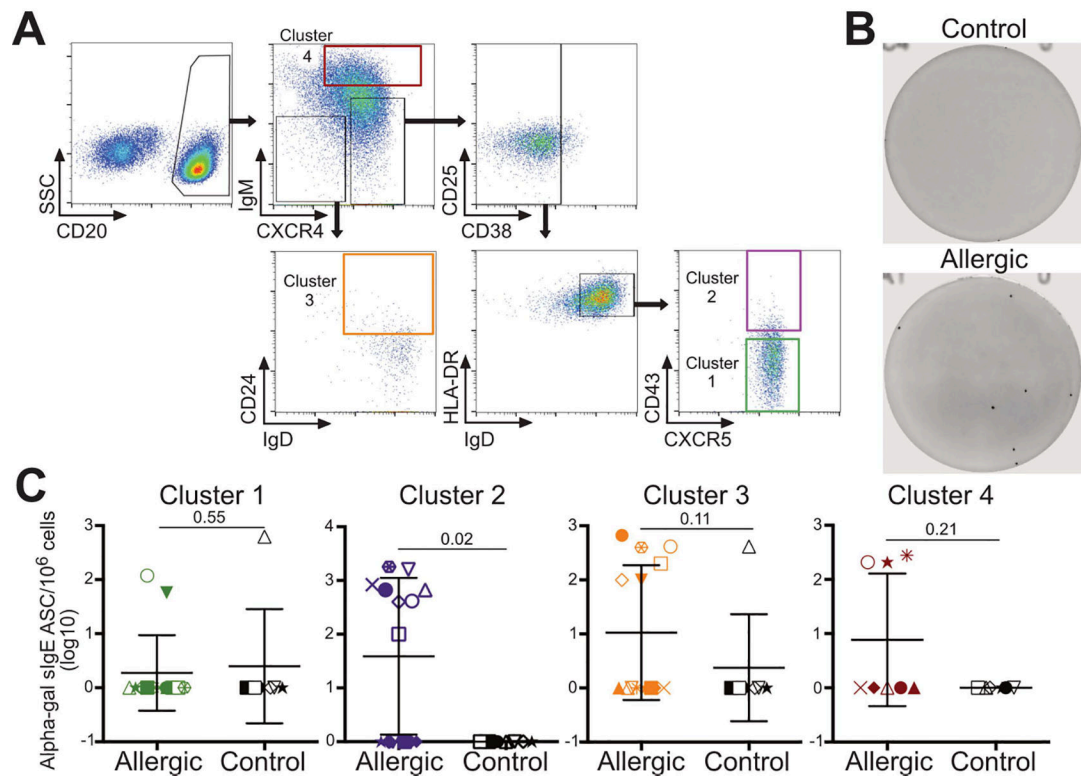 A
B
Cluster
4
SSC
CD20
IgM
CXCR4
CD25
CD38
Cluster
3
CD24
IgD
HLA-DR
IgD
Cluster
2
Cluster
1
CD43
CXCR5
Control
Allergic
C
Alpha-gal sIgE ASC/10⁶ cells
(log10)
Cluster 1
0.55
3
2
1
0
-1
Allergic Control
Cluster 2
0.02
4
3
2
1
0
Allergic Control
Cluster 3
0.11
3
2
1
0
-1
Allergic Control
Cluster 4
0.21
3
2
1
0
-1
Allergic Control